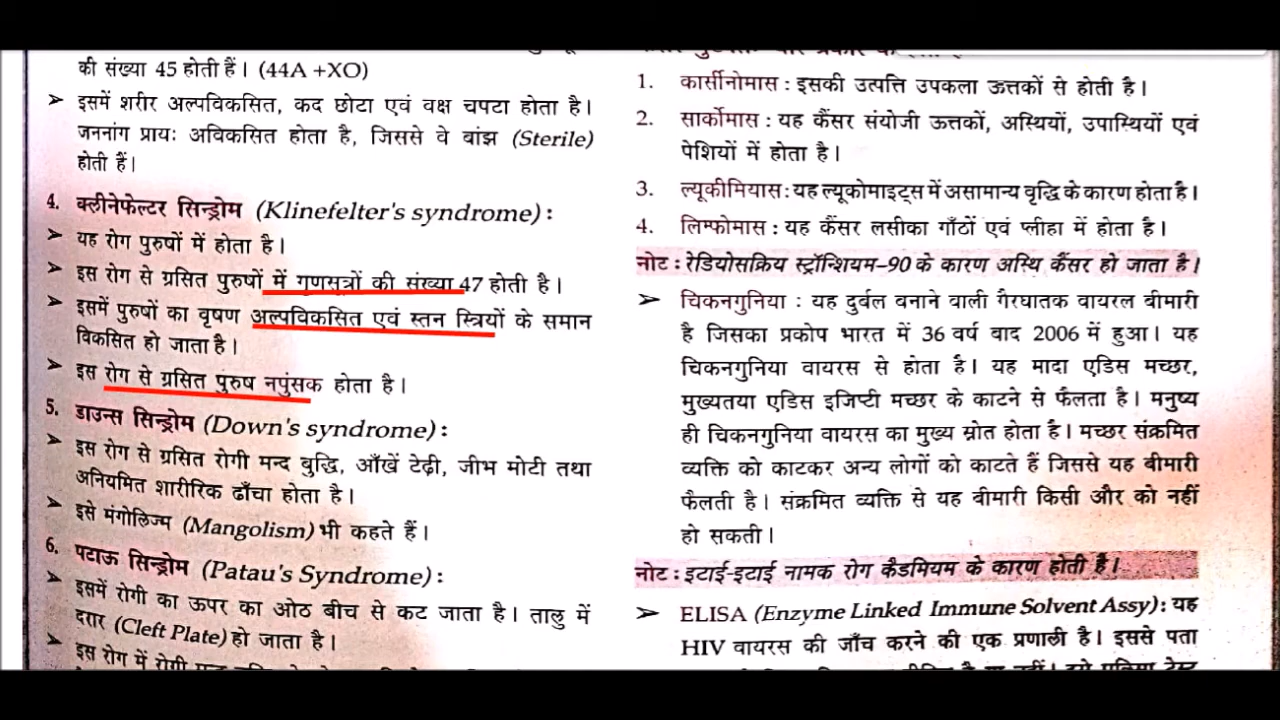 की संख्या 45 होती हैं। (44A +XO)
➤ इसमें शरीर अल्पविकसित, कद छोटा एवं वक्ष चपटा होता है।
जननांग प्रायः अविकसित होता है, जिससे वे बांझ (Sterile)
होती हैं।
4. क्लीनेफेल्टर सिन्ड्रोम (Klinefelter's syndrome) :
➤ यह रोग पुरुषों में होता है।
➤ इस रोग से ग्रसित पुरुषों में गुणसूत्रों की संख्या 47 होती है।
➤ इसमें पुरुषों का वृषण अल्पविकसित एवं स्तन स्त्रियों के समान
विकसित हो जाता है।
➤ इस रोग से ग्रसित पुरुष नपुंसक होता है।
5. डाउन्स सिन्ड्रोम (Down's syndrome) :
➤ इस रोग से ग्रसित रोगी मन्द बुद्धि, आँखें टेढ़ी, जीभ मोटी तथा
अनियमित शारीरिक ढाँचा होता है।
➤ इसे मंगोलिज्म (Mangolism) भी कहते हैं।
6. पटाऊ सिन्ड्रोम (Patau's Syndrome) :
➤ इसमें रोगी का ऊपर का ओठ बीच से कट जाता है। तालु में
दरार (Cleft Plate) हो जाता है।
➤ इस रोग में रोगी
1. कार्सीनोमास : इसकी उत्पत्ति उपकला ऊत्तकों से होती है।
2. सार्कोमास : यह कैंसर संयोजी ऊत्तकों, अस्थियों, उपास्थियों एवं
पेशियों में होता है।
3. ल्यूकीमियास : यह ल्यूकोमाइट्स में असामान्य वृद्धि के कारण होता है।
4. लिम्फोमास : यह कैंसर लसीका गाँठों एवं प्लीहा में होता है।
नोट : रेडियोसक्रिय स्ट्रॉन्शियम-90 के कारण अस्थि कैंसर हो जाता है।
➤ चिकनगुनिया : यह दुर्बल बनाने वाली गैरघातक वायरल बीमारी
है जिसका प्रकोप भारत में 36 वर्ष वाद 2006 में हुआ। यह
चिकनगुनिया वायरस से होता है। यह मादा एडिस मच्छर,
मुख्यतया एडिस इजिप्टी मच्छर के काटने से फैलता है। मनुष्य
ही चिकनगुनिया वायरस का मुख्य स्रोत होता है। मच्छर संक्रमित
व्यक्ति को काटकर अन्य लोगों को काटते हैं जिससे यह बीमारी
फैलती है। संक्रमित व्यक्ति से यह बीमारी किसी और को नहीं
हो सकती।
नोट : इटाई-इटाई नामक रोग कैडमियम के कारण होती है।
➤ ELISA (Enzyme Linked Immune Solvent Assy) : यह
HIV वायरस की जाँच करने की एक प्रणाली है। इससे पता